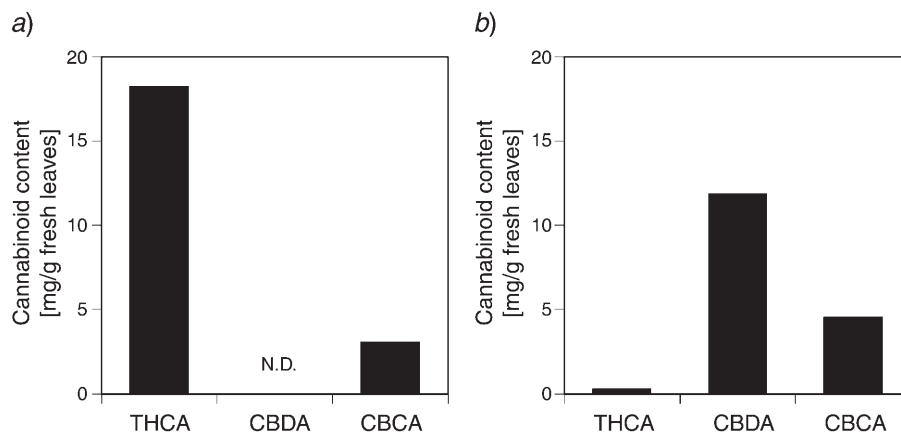 a)
Cannabinoid content
[mg/g fresh leaves]
20
15
10
5
0
N.D.
THCA CBDA CBCA
b)
Cannabinoid content
[mg/g fresh leaves]
20
15
10
5
0
THCA CBDA CBCA